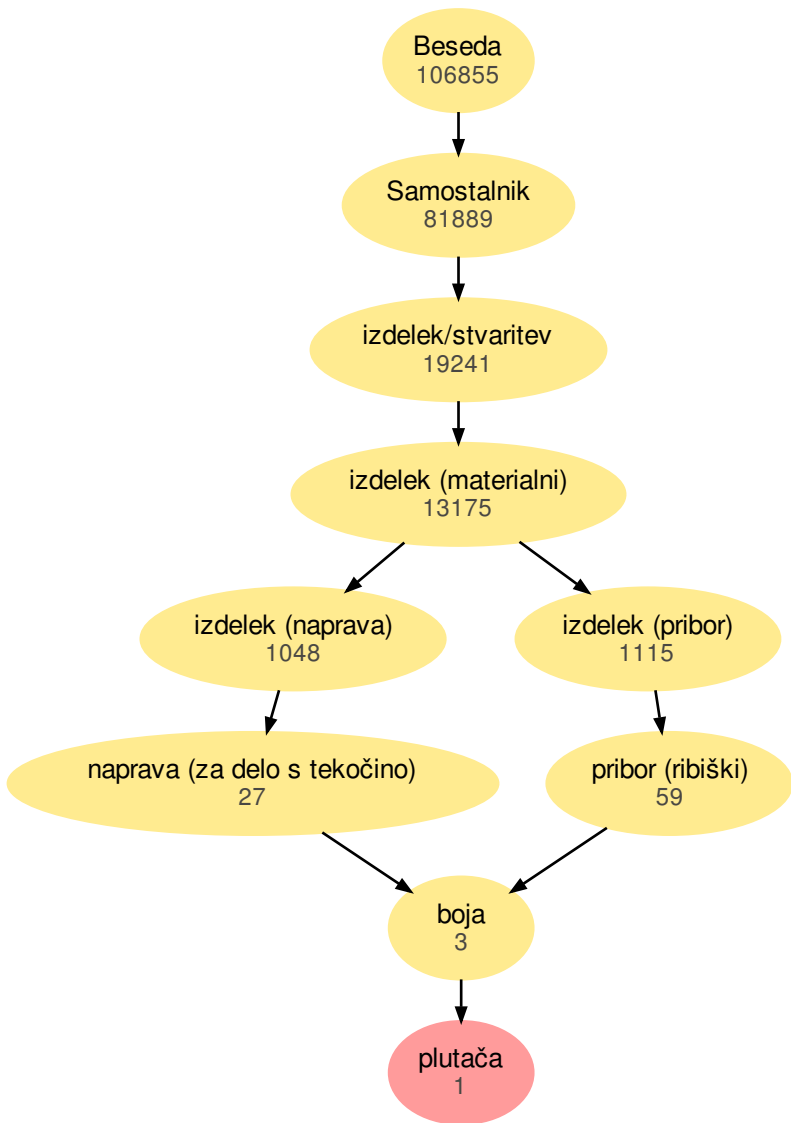 Beseda
106855
Samostalnik
81889
izdelek/stvaritev
19241
izdelek (materialni)
13175
izdelek (naprava)
1048
izdelek (pribor)
1115
naprava (za delo s tekočino)
27
pribor (ribiški)
59
boja
3
plutača
1